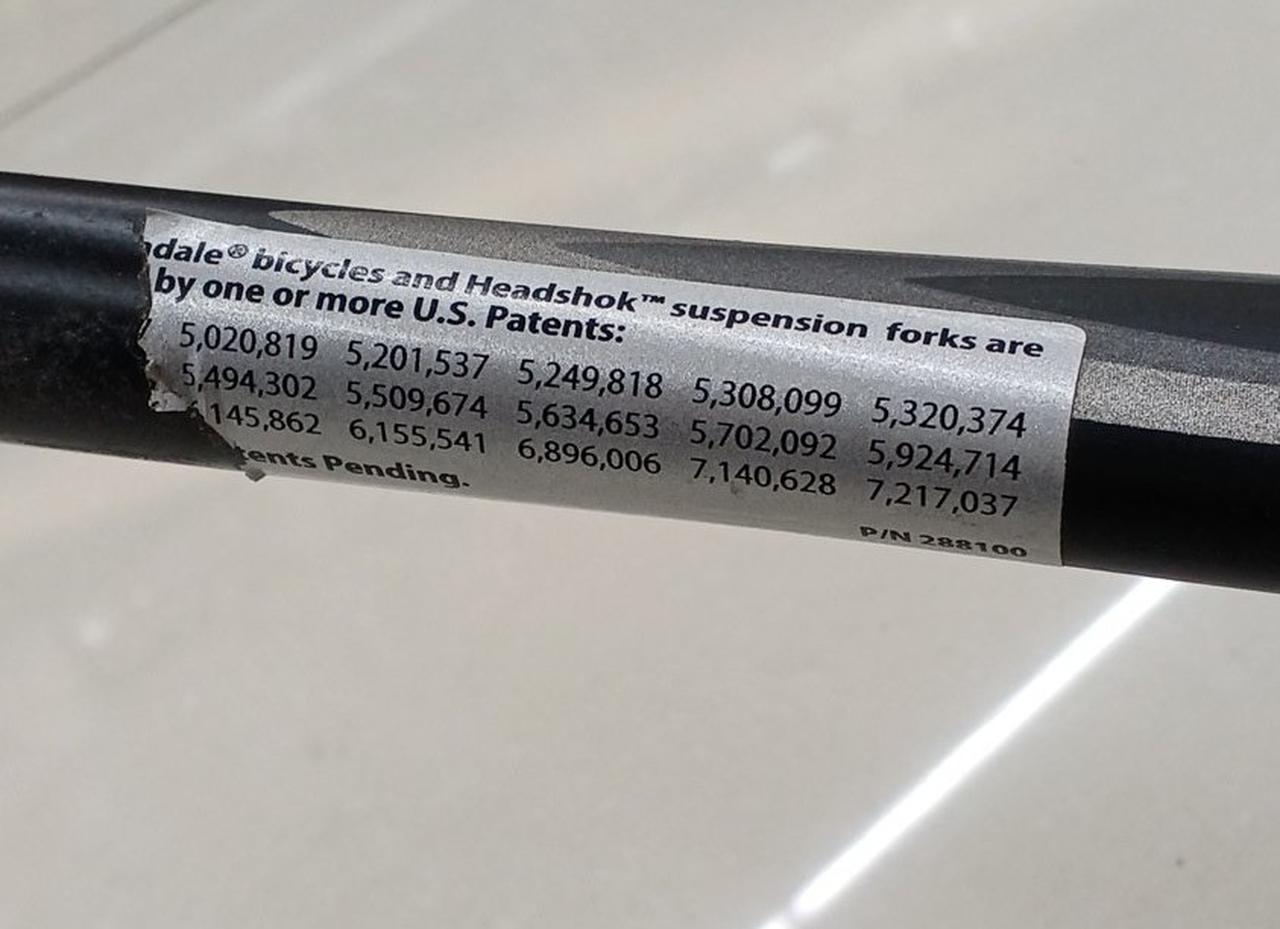 dale® bicycles and Headshok™ suspension forks are
by one or more U.S. Patents:
5,020,819 5,201,537 5,249,818 5,308,099 5,320,374
5,494,302 5,509,674 5,634,653 5,702,092 5,924,714
145,862 6,155,541 6,896,006 7,140,628 7,217,037
tents Pending.
P/N 288100